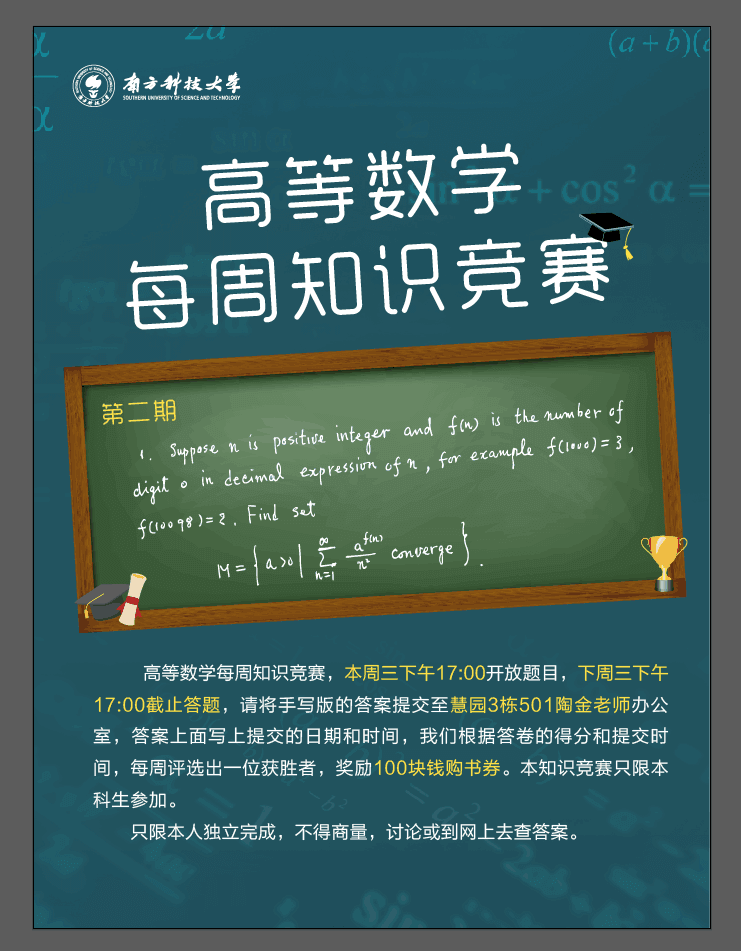 α
2α
(a+b)(a
α
南方科技大学
SOUTHERN UNIVERSITY OF SCIENCE AND TECHNOLOGY
高等数学
sin² α + cos² α =
每周知识竞赛
第二期
1. Suppose n is positive integer and f(n) is the number of
digit 0 in decimal expression of n, for example f(1000)=3,
f(10098)=2. Find set
M = { a>0 | ∑_{n=1}^{∞} a^{f(n)}/n² converge }.
高等数学每周知识竞赛，本周三下午17:00开放题目，下周三下午
17:00截止答题，请将手写版的答案提交至慧园3栋501陶金老师办公
室，答案上面写上提交的日期和时间，我们根据答卷的得分和提交时
间，每周评选出一位获胜者，奖励100块钱购书券。本知识竞赛只限本
科生参加。
只限本人独立完成，不得商量，讨论或到网上去查答案。